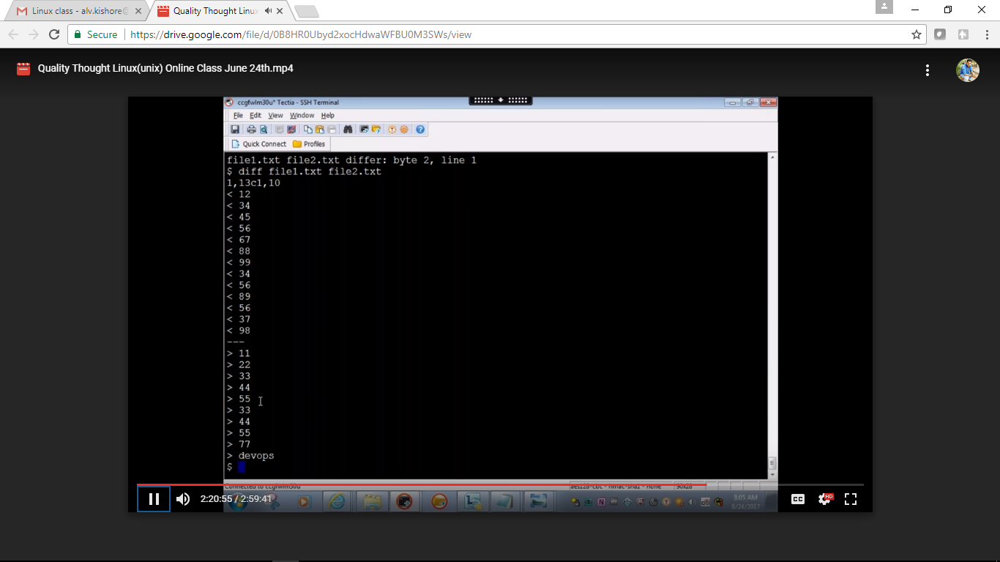 Linux class - alv.kishore@
Quality Thought Linux
Secure
https://drive.google.com/file/d/0B8HR0Ubyd2xocHdwaWFBU0M3SWs/view
Quality Thought Linux(unix) Online Class June 24th.mp4
ccgfwlm30u* Tectia - SSH Terminal
File Edit View Window Help
Quick Connect Profiles
file1.txt file2.txt differ: byte 2, line 1
$ diff file1.txt file2.txt
1,13c1,10
< 12
< 34
< 45
< 56
< 67
< 88
< 99
< 34
< 56
< 89
< 56
< 37
< 98
---
> 11
> 22
> 33
> 44
> 55
> 33
> 44
> 55
> 77
> devops
$
Connected to ccgfwlm30u
aes128-cbc - hmac-sha1 - none 90x28
2:20:55 / 2:59:41
8:05 AM
6/24/2017
CC
HD